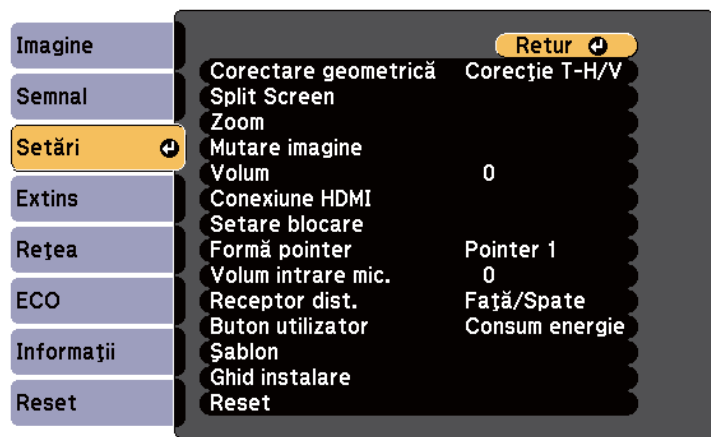 Imagine
Semnal
Setări
Extins
Reţea
ECO
Informaţii
Reset
Retur
Corectare geometrică Corecţie T-H/V
Split Screen
Zoom
Mutare imagine
Volum 0
Conexiune HDMI
Setare blocare
Formă pointer Pointer 1
Volum intrare mic. 0
Receptor dist. Faţă/Spate
Buton utilizator Consum energie
Şablon
Ghid instalare
Reset